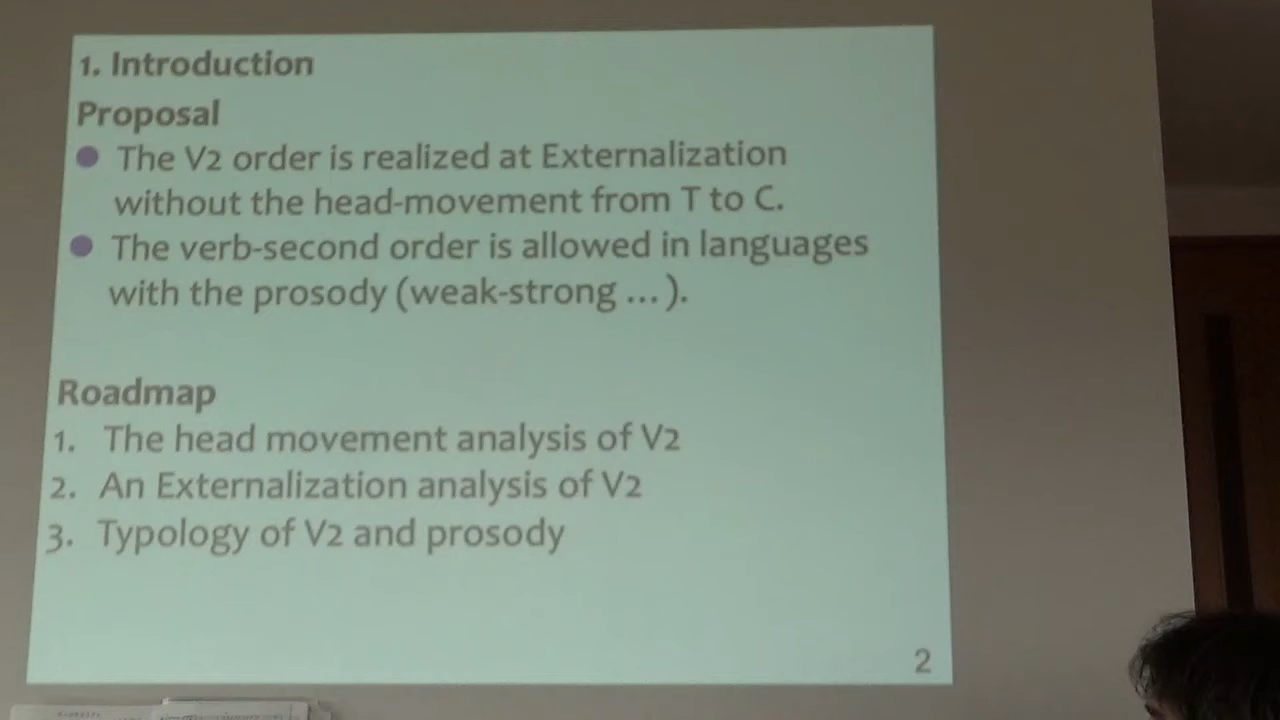 1. Introduction
Proposal
The V2 order is realized at Externalization
without the head-movement from T to C.
The verb-second order is allowed in languages
with the prosody (weak-strong ... ).
Roadmap
1. The head movement analysis of V2
2. An Externalization analysis of V2
3. Typology of V2 and prosody
2